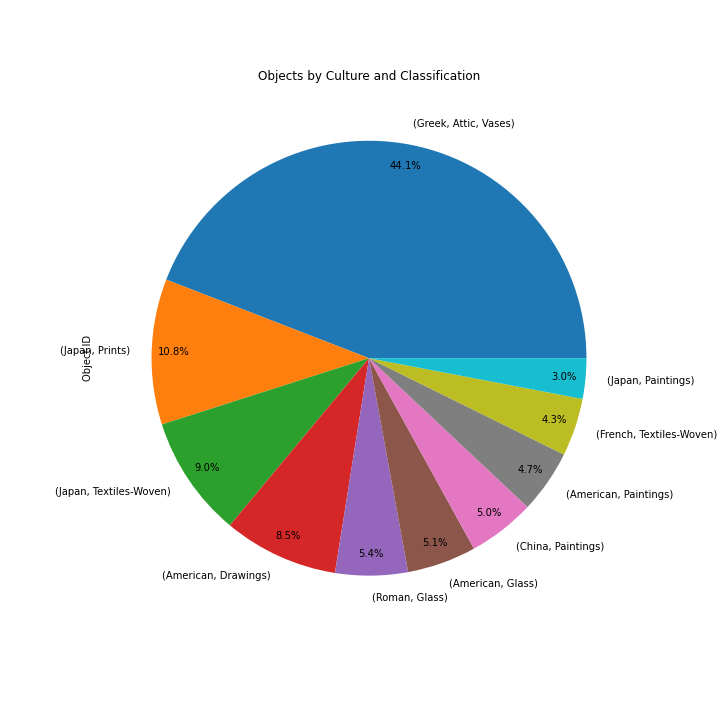 Objects by Culture and Classification
(Greek, Attic, Vases)
44.1%
(Japan, Prints)
10.8%
Object ID
(Japan, Textiles-Woven)
9.0%
(American, Drawings)
8.5%
(Roman, Glass)
5.4%
(American, Glass)
5.1%
(China, Paintings)
5.0%
(American, Paintings)
4.7%
(French, Textiles-Woven)
4.3%
(Japan, Paintings)
3.0%